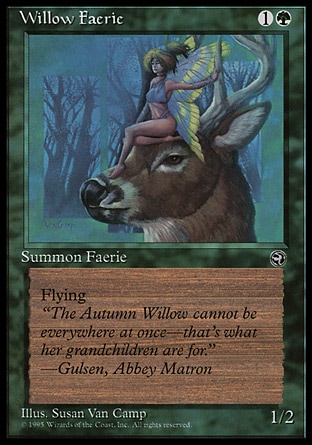 Willow Faerie 1
Summon Faerie
Flying
"The Autumn Willow cannot be
everywhere at once—that's what
her grandchildren are for."
—Gulsen, Abbey Matron
Illus. Susan Van Camp
© 1995 Wizards of the Coast, Inc. All rights reserved.
1/2